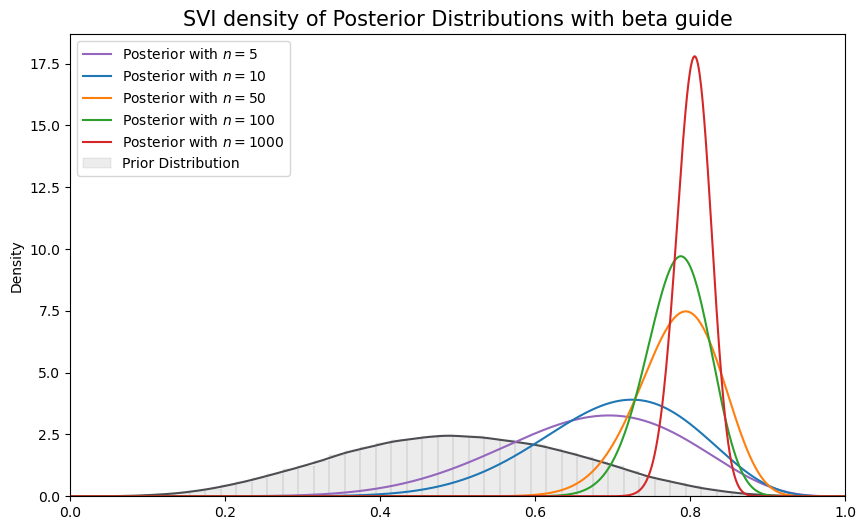 SVI density of Posterior Distributions with beta guide
Posterior with n = 5
Posterior with n = 10
Posterior with n = 50
Posterior with n = 100
Posterior with n = 1000
Prior Distribution
Density
17.5
15.0
12.5
10.0
7.5
5.0
2.5
0.0
0.0 0.2 0.4 0.6 0.8 1.0